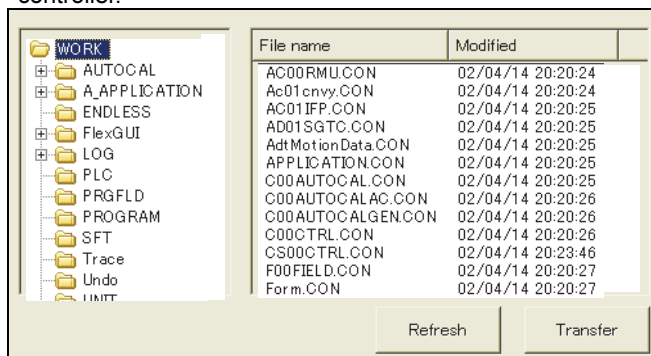 controller.
WORK
AUTOCAL
A_APPLICATION
ENDLESS
FlexGUI
LOG
PLC
PRGFLD
PROGRAM
SFT
Trace
Undo
UNIT
File name Modified
AC00RMU.CON 02/04/14 20:20:24
Ac01cnvy.CON 02/04/14 20:20:24
AC01IFP.CON 02/04/14 20:20:25
AD01SGTC.CON 02/04/14 20:20:25
AdtMotionData.CON 02/04/14 20:20:25
APPLICATION.CON 02/04/14 20:20:25
C00AUTOCAL.CON 02/04/14 20:20:25
C00AUTOCALAC.CON 02/04/14 20:20:26
C00AUTOCALGEN.CON 02/04/14 20:20:26
C00CTRL.CON 02/04/14 20:20:26
CS00CTRL.CON 02/04/14 20:23:46
F00FIELD.CON 02/04/14 20:20:27
Form.CON 02/04/14 20:20:27
Refresh Transfer